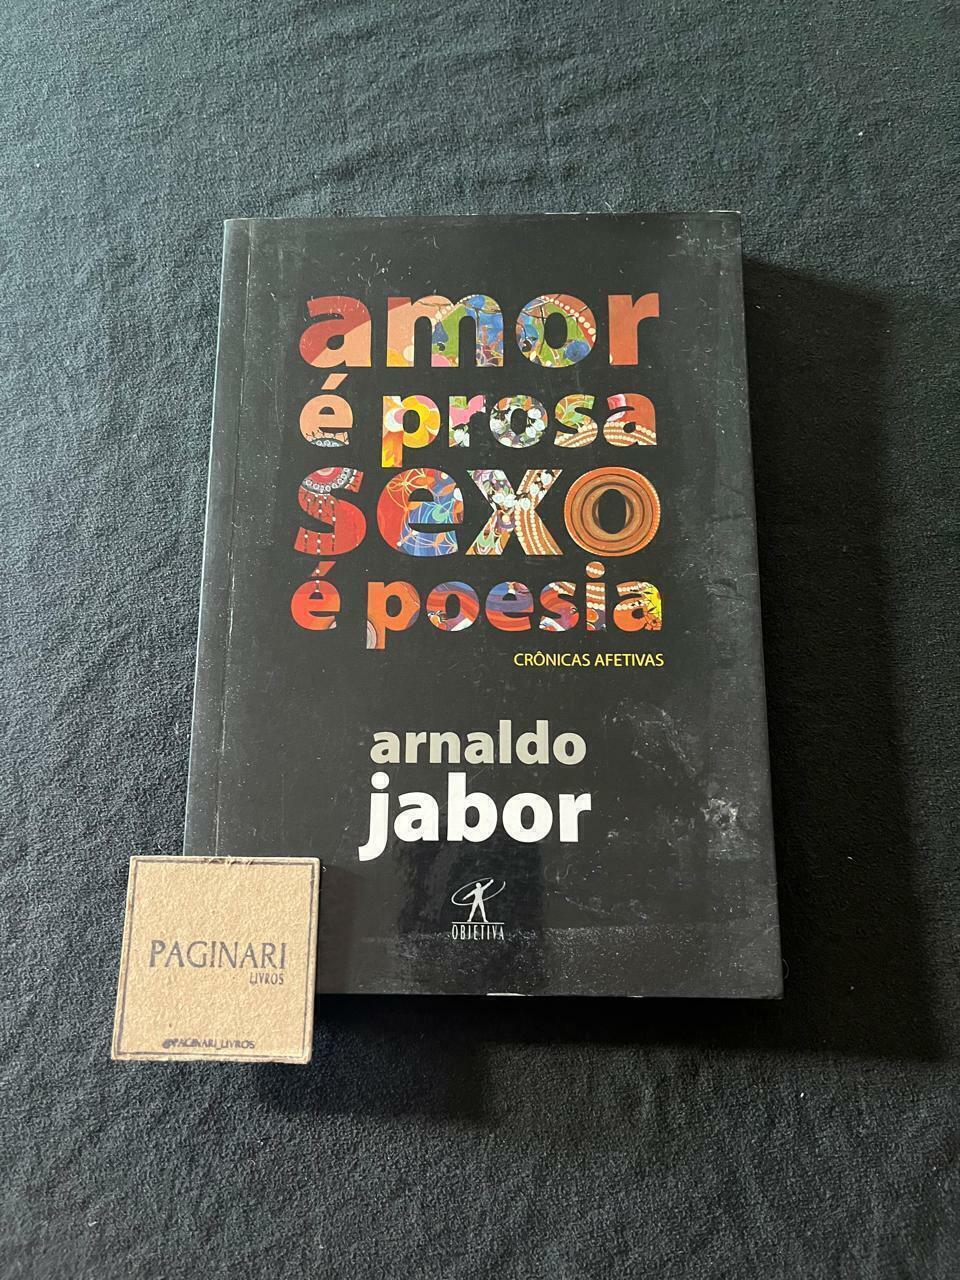 amor
é prosa
sexo
é poesia
CRÔNICAS AFETIVAS
arnaldo
jabor
OBJETIVA
PAGINARI
LIVROS
@PAGINARI_LIVROS